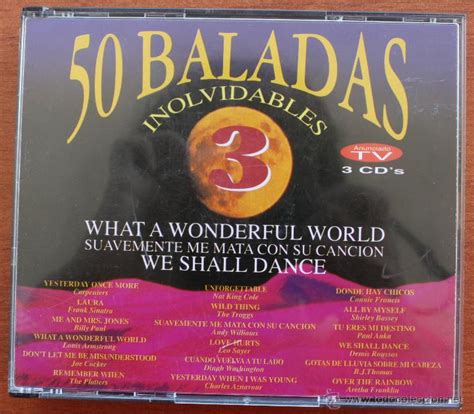 50 BALADAS
INOLVIDABLES
3
Anunciado
TV
3 CD's
WHAT A WONDERFUL WORLD
SUAVEMENTE ME MATA CON SU CANCION
WE SHALL DANCE
YESTERDAY ONCE MORE
Carpenters
LAURA
Frank Sinatra
ME AND MRS. JONES
Billy Paul
WHAT A WONDERFUL WORLD
Louis Armstrong
DON'T LET ME BE MISUNDERSTOOD
Joe Cocker
REMEMBER WHEN
The Platters
UNFORGETTABLE
Nat King Cole
WILD THING
The Troggs
SUAVEMENTE ME MATA CON SU CANCION
Andy Williams
LOVE HURTS
Leo Sayer
CUANDO VUELVA A TU LADO
Dinah Washington
YESTERDAY WHEN I WAS YOUNG
Charles Aznavour
DONDE HAY CHICOS
Connie Francis
ALL BY MYSELF
Shirley Bassey
TU ERES MI DESTINO
Paul Anka
WE SHALL DANCE
Demis Roussos
GOTAS DE LLUVIA SOBRE MI CABEZA
B.J. Thomas
OVER THE RAINBOW
Aretha Franklin